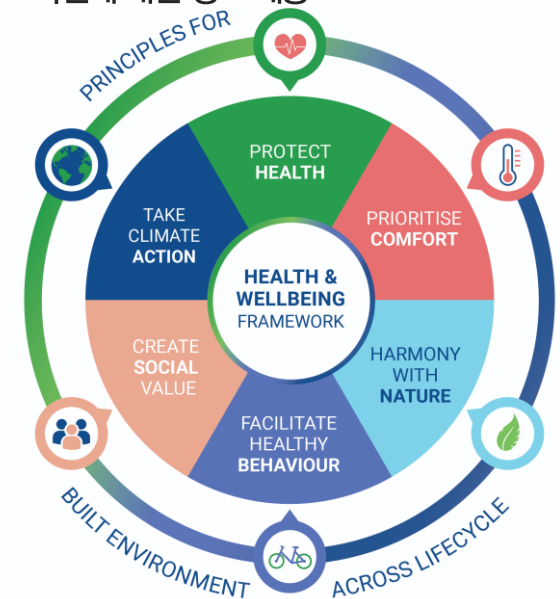 PRINCIPLES FOR
PROTECT
HEALTH
PRIORITISE
COMFORT
HARMONY
WITH
NATURE
FACILITATE
HEALTHY
BEHAVIOUR
CREATE
SOCIAL
VALUE
TAKE
CLIMATE
ACTION
HEALTH &
WELLBEING
FRAMEWORK
BUILT ENVIRONMENT
ACROSS LIFECYCLE